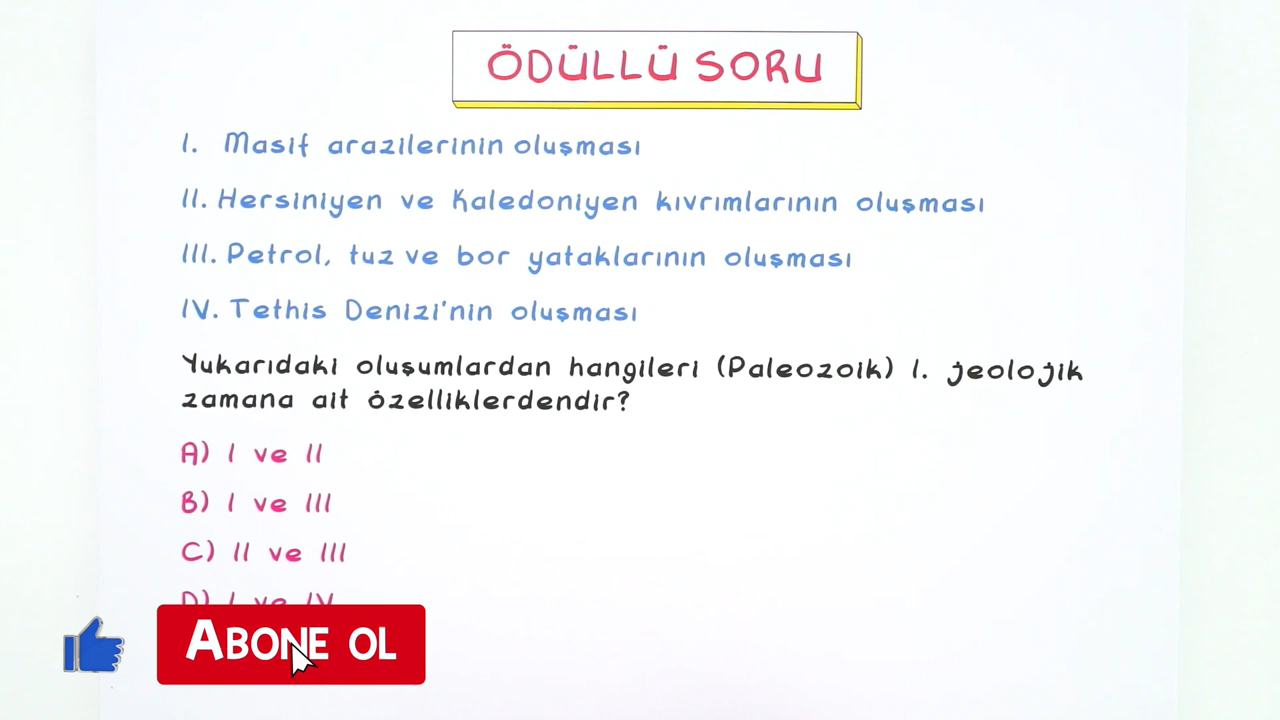 ÖDÜLLÜ SORU
I. Masif arazilerinin oluşması
II. Hersiniyen ve Kaledoniyen kıvrımlarının oluşması
III. Petrol, tuz ve bor yataklarının oluşması
IV. Tethis Denizi'nin oluşması
Yukarıdaki oluşumlardan hangileri (Paleozoik) I. jeolojik
zamana ait özelliklerdendir?
A) I ve II
B) I ve III
C) II ve III
D) I ve IV
ABONE OL